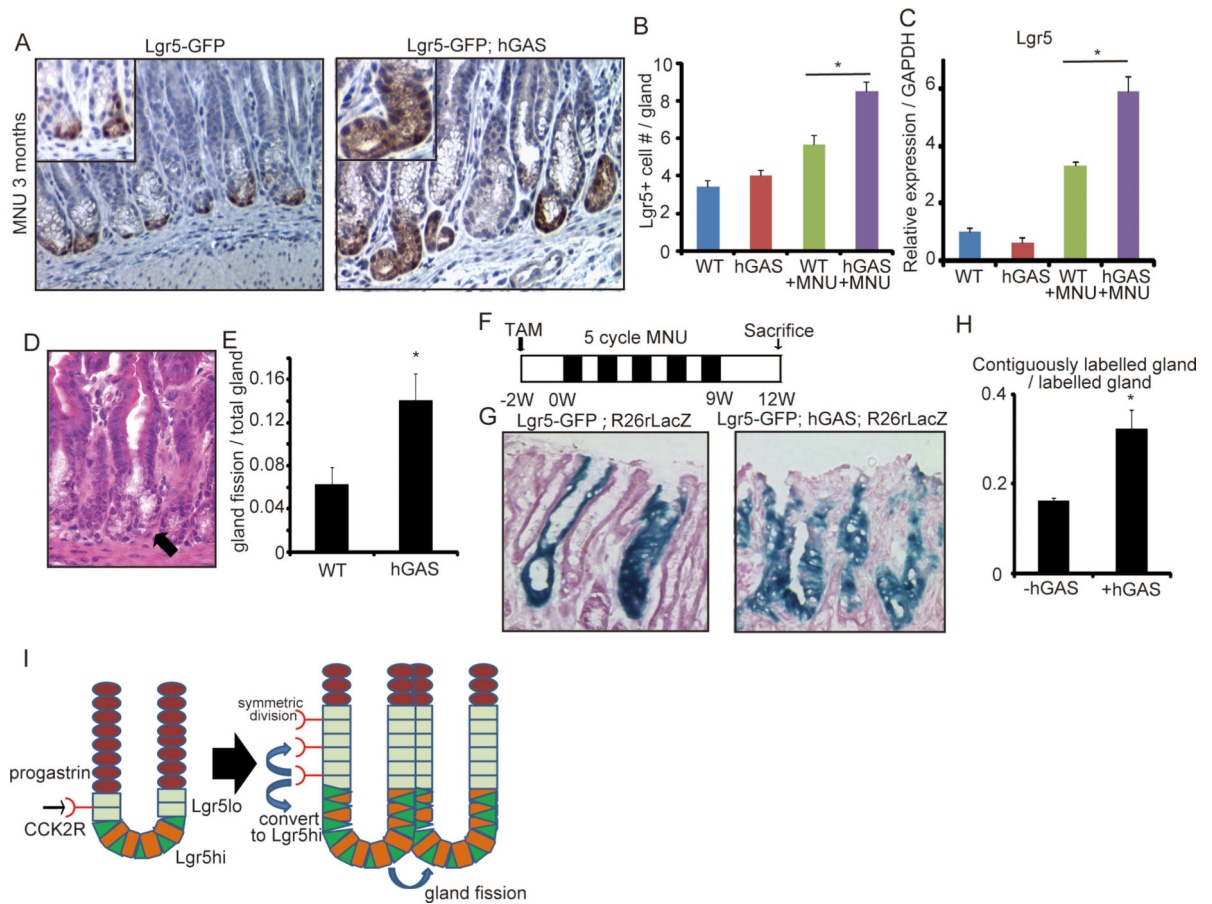 A
Lgr5-GFP
Lgr5-GFP; hGAS
MNU 3 months
B
Lgr5+ cell # / gland
10
8
6
4
2
0
*
WT
hGAS
WT
+MNU
hGAS
+MNU
C
Lgr5
Relative expression / GAPDH
6
4
2
0
*
WT
hGAS
WT
+MNU
hGAS
+MNU
D
E
gland fission / total gland
0.16
0.12
0.08
0.04
0
*
WT
hGAS
F
TAM
5 cycle MNU
Sacrifice
-2W
0W
9W
12W
G
Lgr5-GFP ; R26rLacZ
Lgr5-GFP; hGAS; R26rLacZ
H
Contiguously labelled gland
/ labelled gland
0.4
0.2
0
*
-hGAS
+hGAS
I
progastrin
CCK2R
Lgr5lo
Lgr5hi
symmetric
division
convert
to Lgr5hi
gland fission